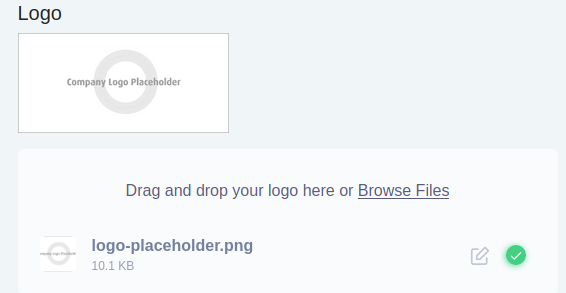 Logo
Company Logo Placeholder
Drag and drop your logo here or Browse Files
logo-placeholder.png
10.1 KB